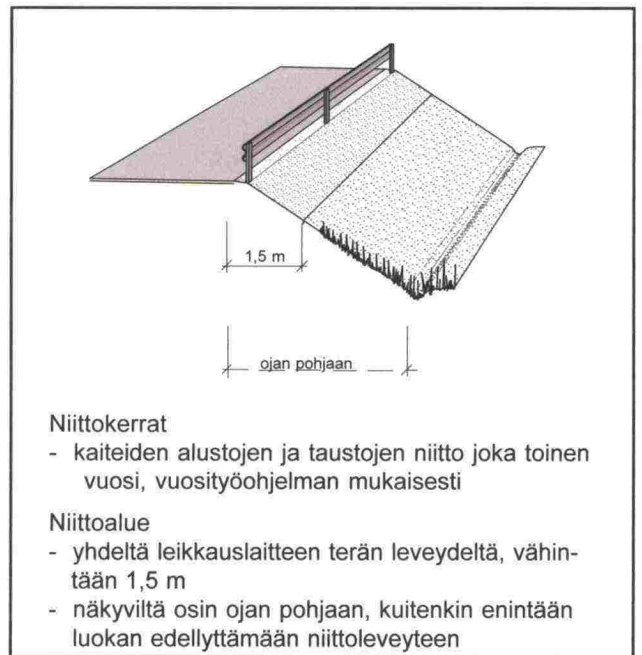 1,5 m
ojan pohjaan
Niittokerrat
- kaiteiden alustojen ja taustojen niitto joka toinen
vuosi, vuosityöohjelman mukaisesti
Niittoalue
- yhdeltä leikkauslaitteen terän leveydeltä, vähin-
tään 1,5 m
- näkyviltä osin ojan pohjaan, kuitenkin enintään
luokan edellyttämään niittoleveyteen